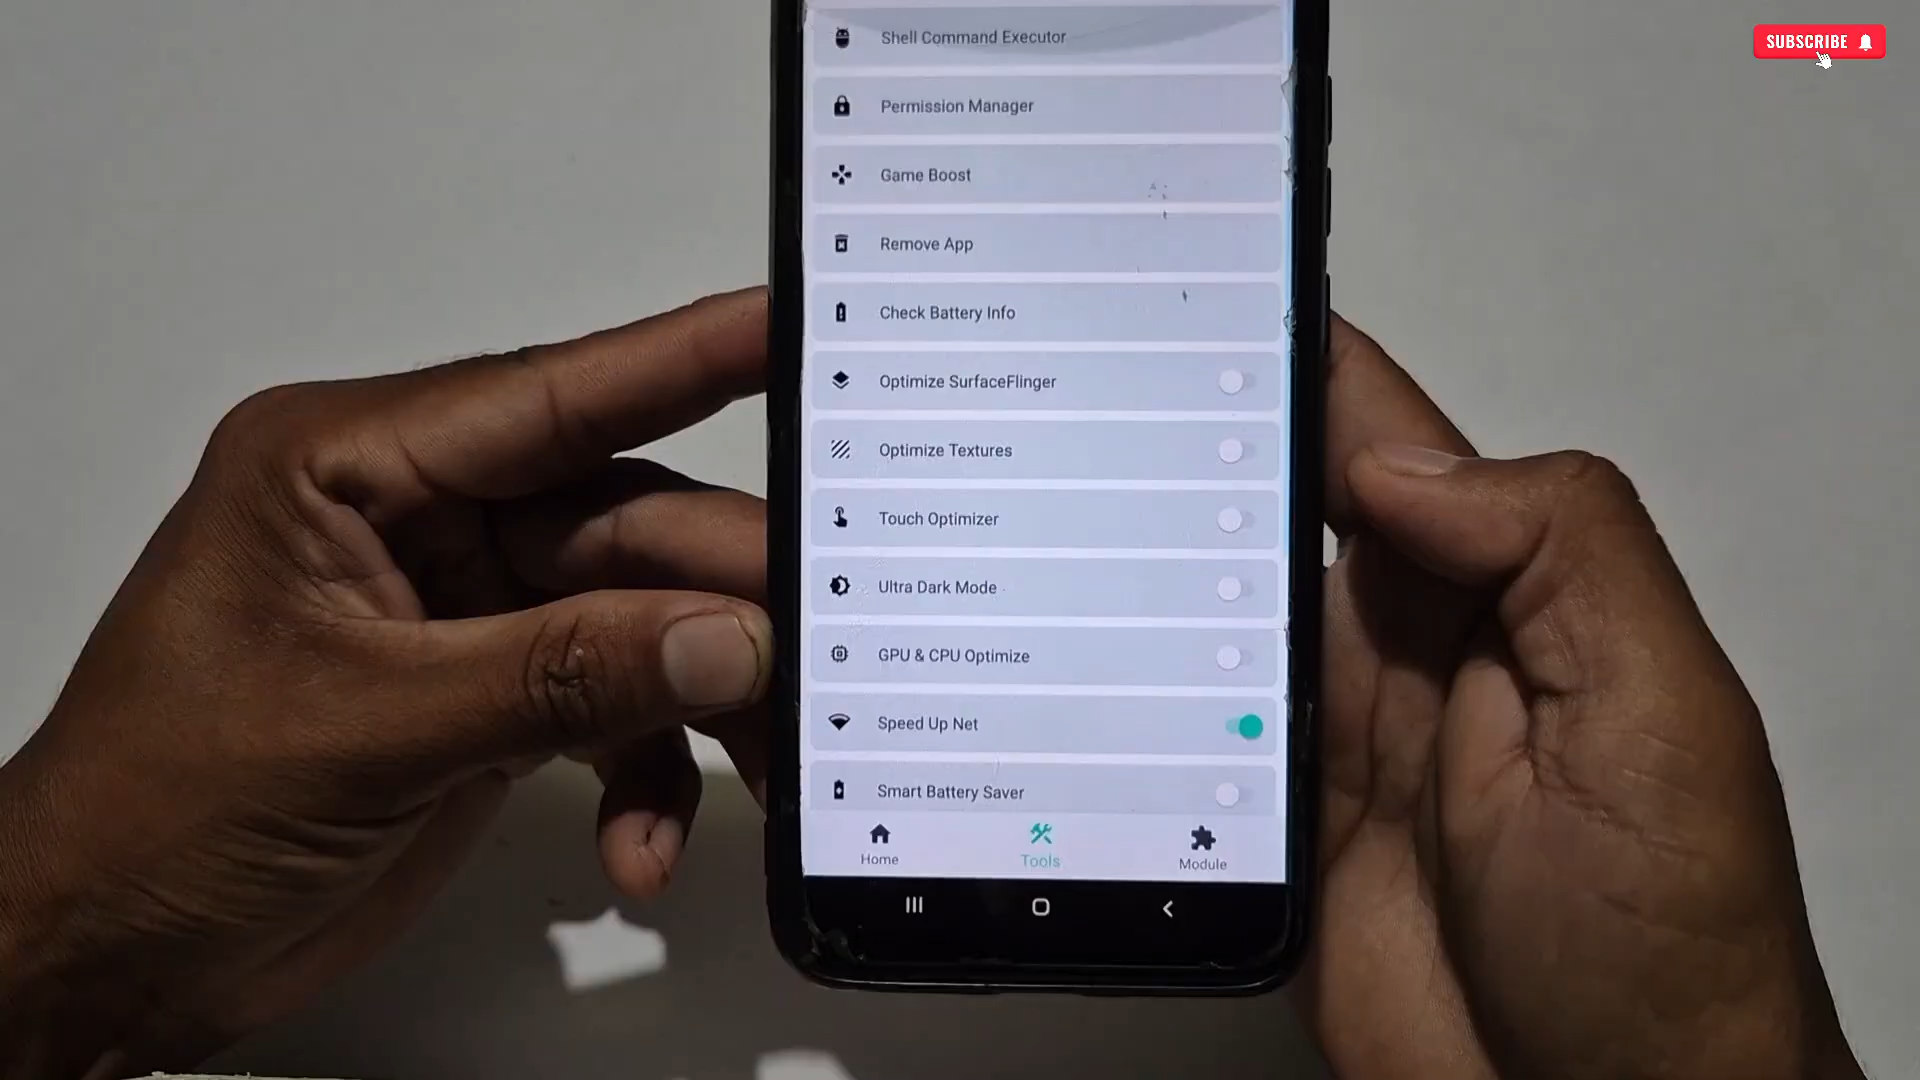 SUBSCRIBE
Shell Command Executor
Permission Manager
Game Boost
Remove App
Check Battery Info
Optimize SurfaceFlinger
Optimize Textures
Touch Optimizer
Ultra Dark Mode
GPU & CPU Optimize
Speed Up Net
Smart Battery Saver
Home Tools Module